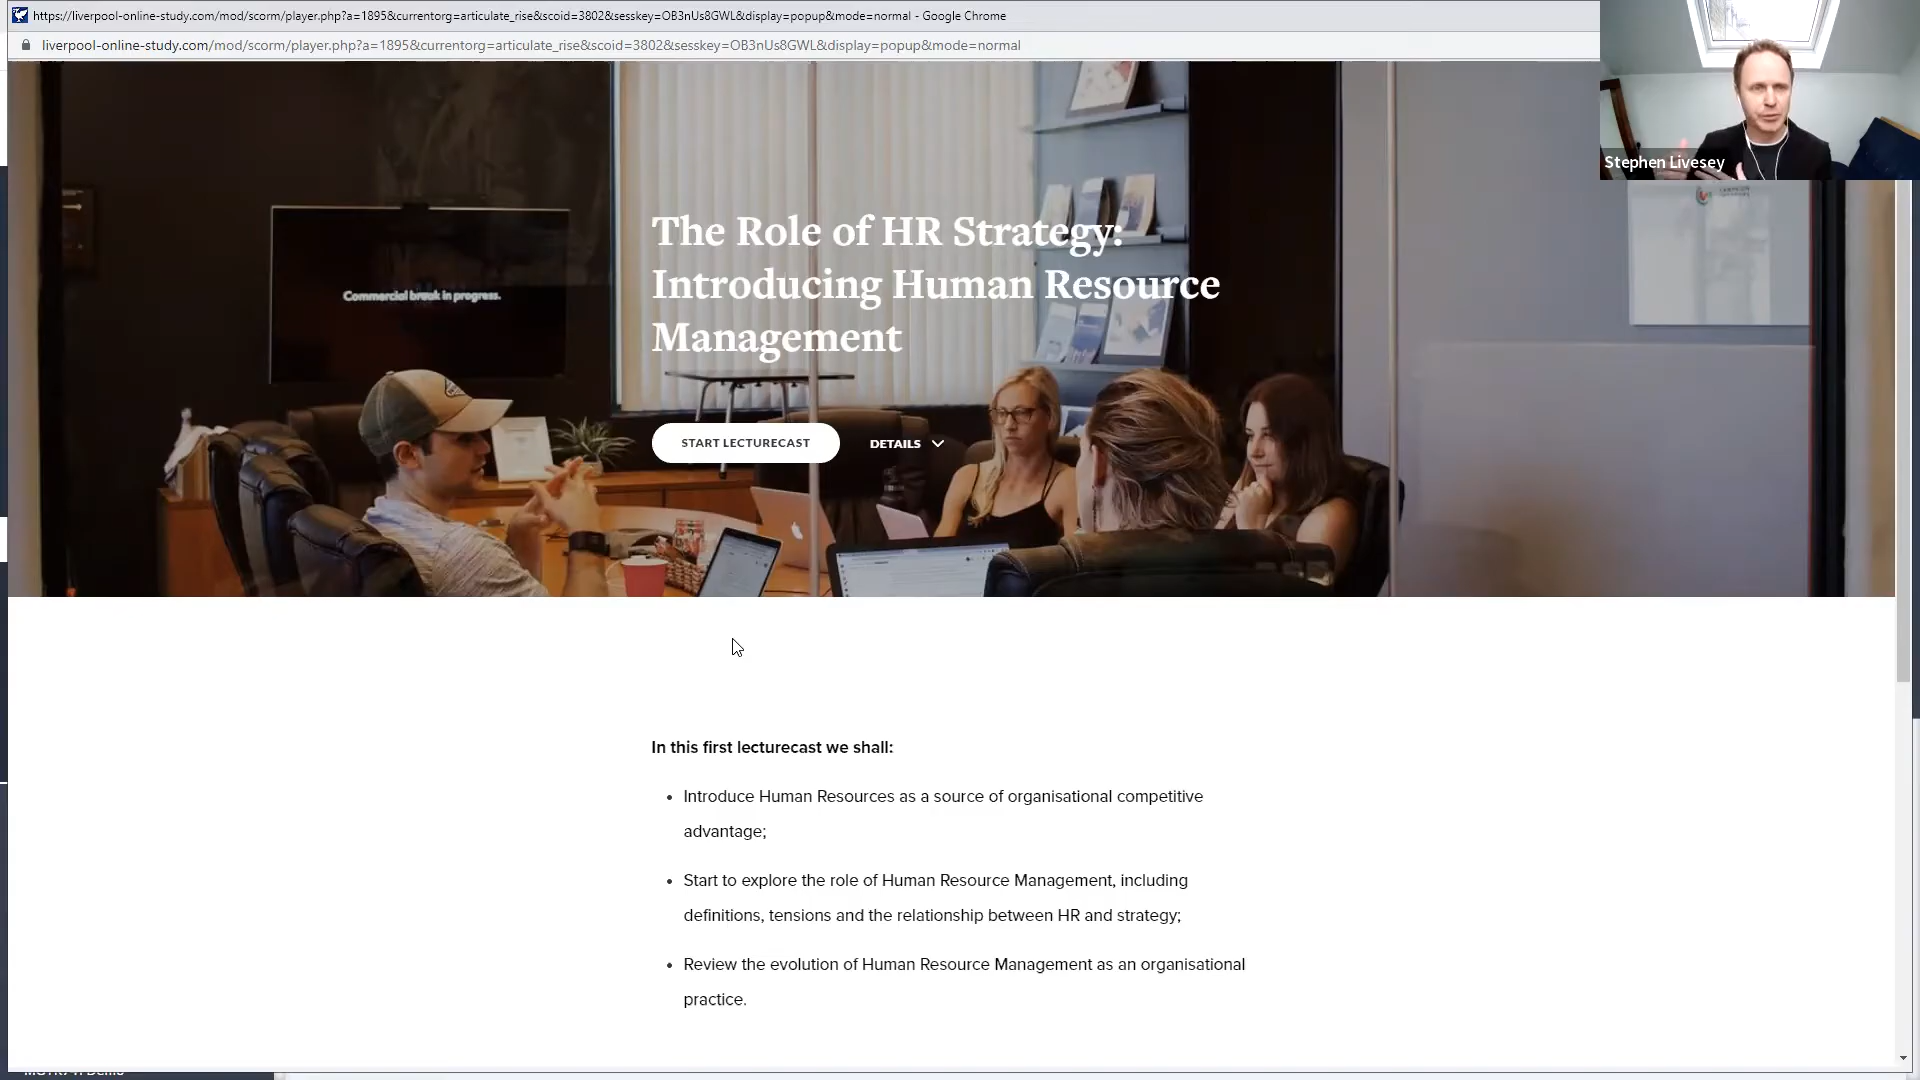 https://liverpool-online-study.com/mod/scorm/player.php?a=1895&currentorg=articulate_rise&scoid=3802&sesskey=OB3nUs8GWL&display=popup&mode=normal - Google Chrome
liverpool-online-study.com/mod/scorm/player.php?a=1895&currentorg=articulate_rise&scoid=3802&sesskey=OB3nUs8GWL&display=popup&mode=normal
Stephen Livesey
The Role of HR Strategy:
Introducing Human Resource
Management
Commercial break in progress.
START LECTURECAST
DETAILS
In this first lecturecast we shall:
• Introduce Human Resources as a source of organisational competitive
advantage;
• Start to explore the role of Human Resource Management, including
definitions, tensions and the relationship between HR and strategy;
• Review the evolution of Human Resource Management as an organisational
practice.